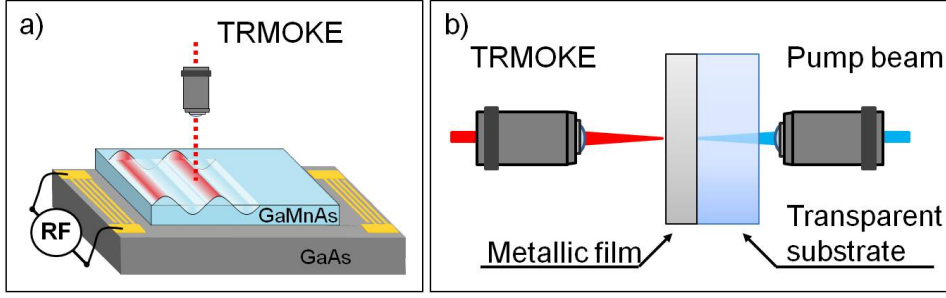 a)
TRMOKE
GaMnAs
RF
GaAs
b)
TRMOKE
Pump beam
Metallic film
Transparent
substrate